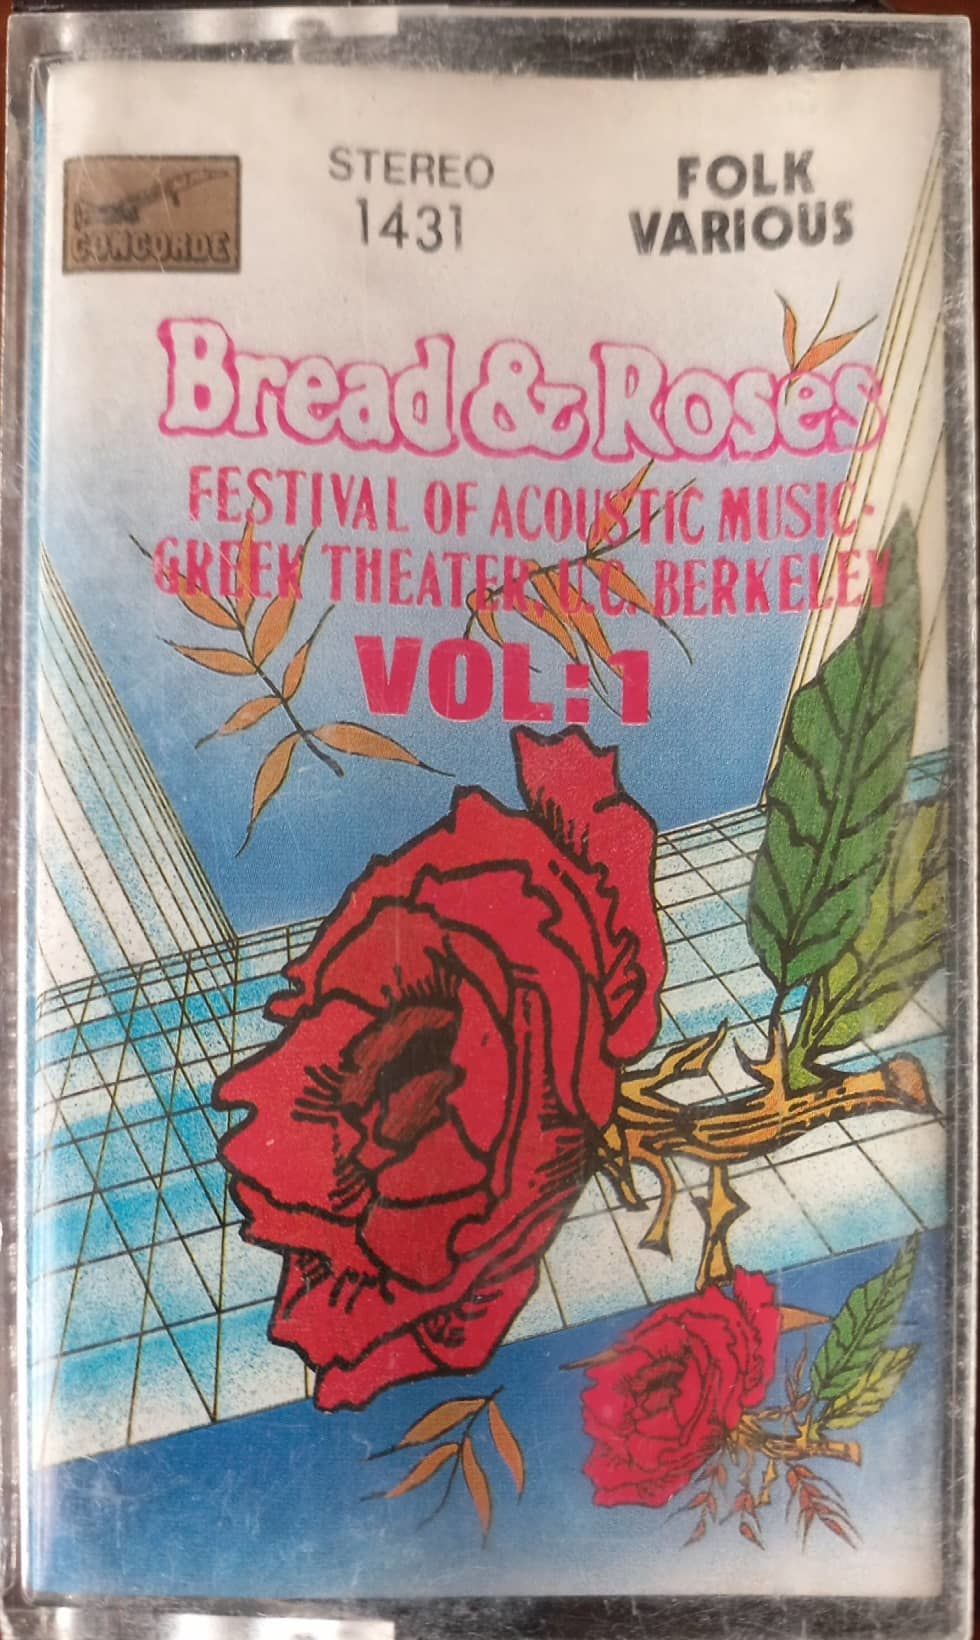 CONCORDE
STEREO
1431
FOLK
VARIOUS
Bread & Roses
FESTIVAL OF ACOUSTIC MUSIC-
GREEK THEATER, U.C. BERKELEY
VOL:1